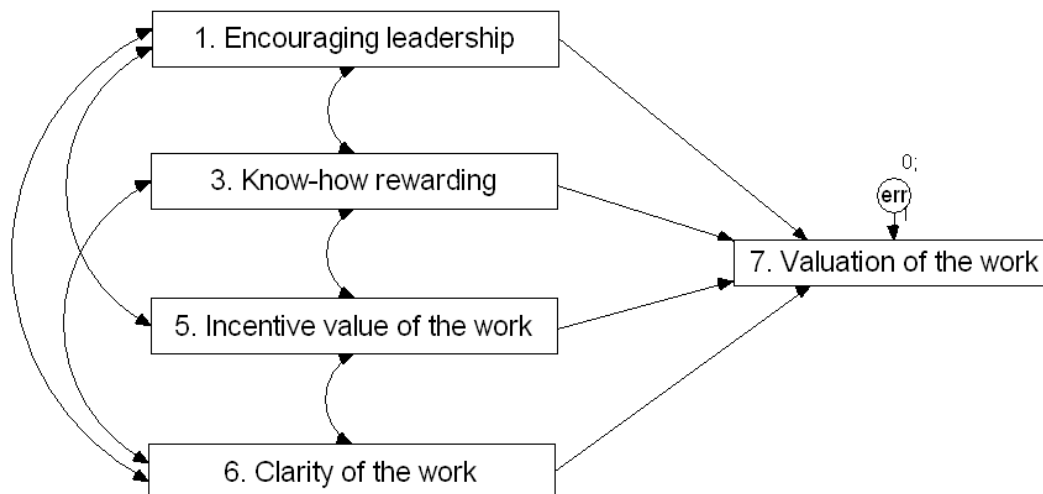 1. Encouraging leadership
3. Know-how rewarding
0;
err
1
7. Valuation of the work
5. Incentive value of the work
6. Clarity of the work